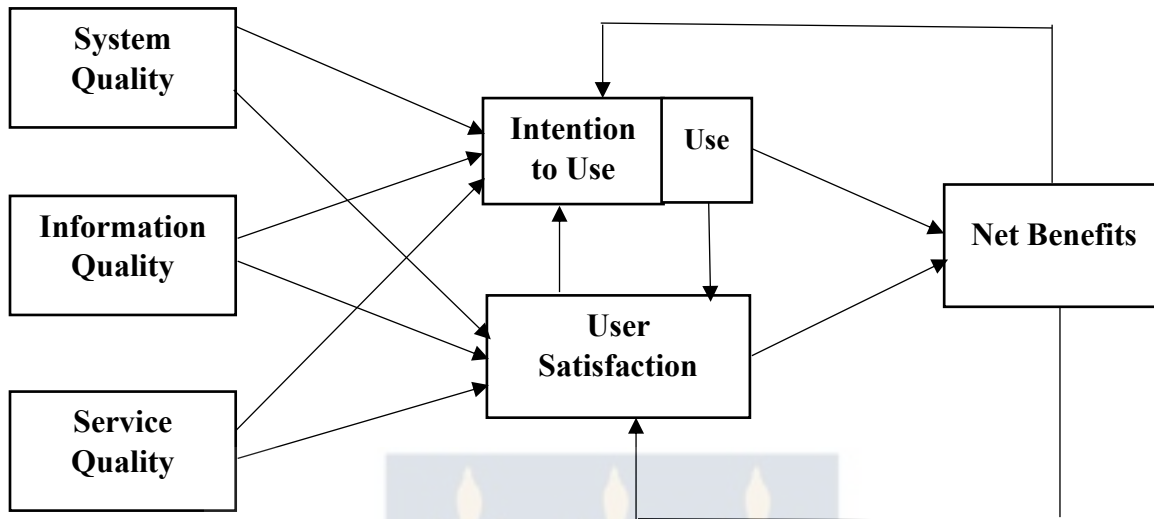 System
Quality
Intention
to Use
Use
Information
Quality
Net Benefits
User
Satisfaction
Service
Quality